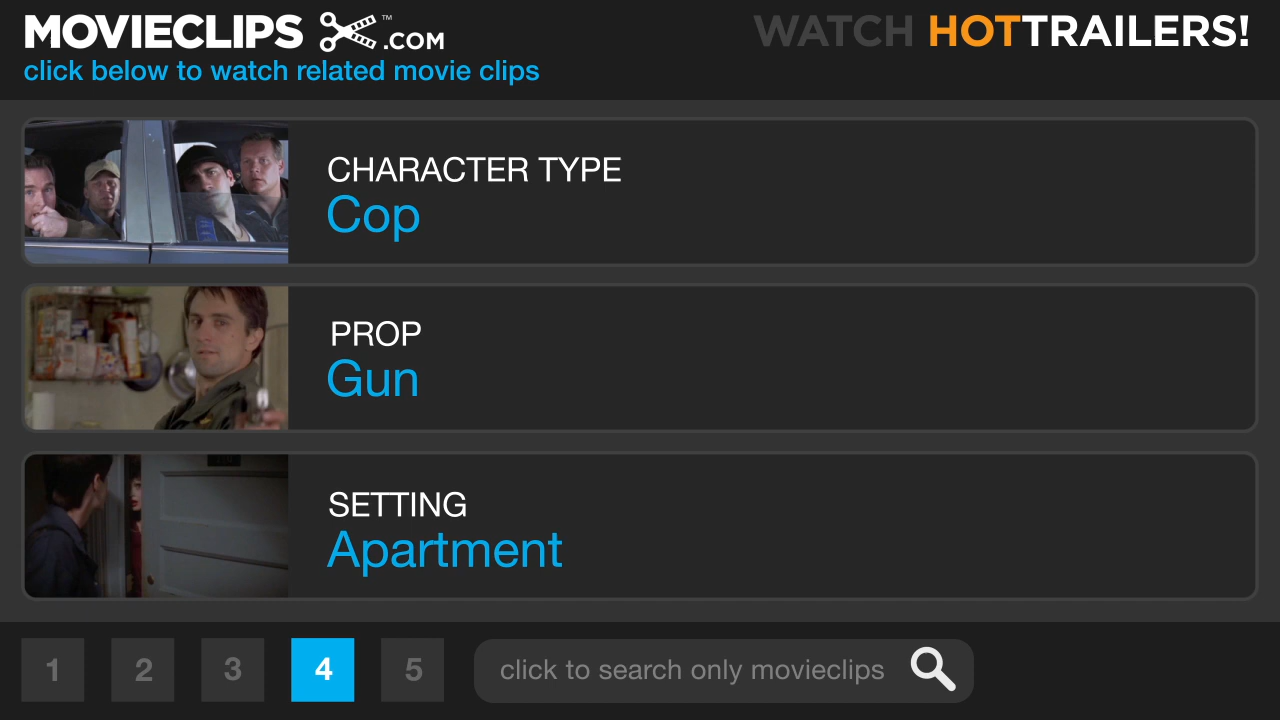 MOVIECLIPS ™ .COM
WATCH HOTTRAILERS!
click below to watch related movie clips
CHARACTER TYPE
Cop
PROP
Gun
SETTING
Apartment
1 2 3 4 5
click to search only movieclips